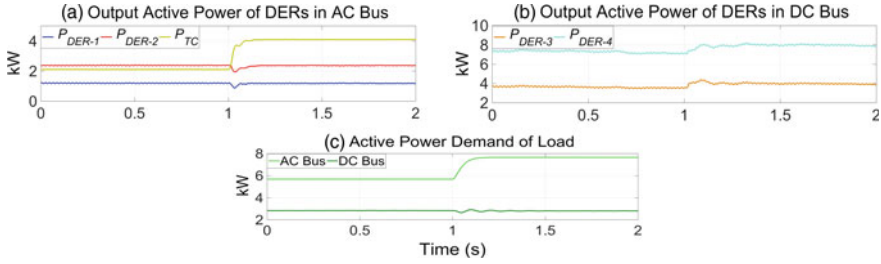 (a) Output Active Power of DERs in AC Bus
P_DER-1 P_DER-2 P_TC
kW
4
2
0
0 0.5 1 1.5 2
(b) Output Active Power of DERs in DC Bus
P_DER-3 P_DER-4
kW
10
8
6
4
2
0 0.5 1 1.5 2
(c) Active Power Demand of Load
AC Bus DC Bus
kW
8
6
4
2
0 0.5 1 1.5 2
Time (s)